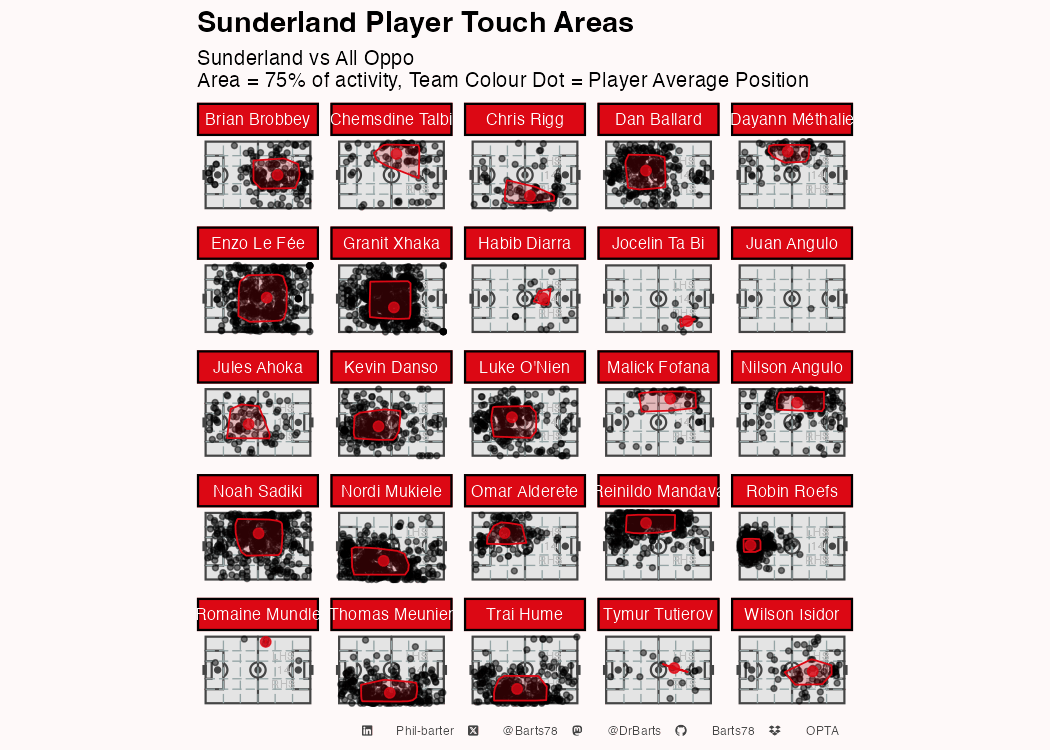 Sunderland Player Touch Areas
Sunderland vs All Oppo
Area = 75% of activity, Team Colour Dot = Player Average Position
Brian Brobbey Chemsdine Talbi Chris Rigg Dan Ballard Dayann Méthalie
Enzo Le Fée Granit Xhaka Habib Diarra Jocelin Ta Bi Juan Angulo
Jules Ahoka Kevin Danso Luke O'Nien Malick Fofana Nilson Angulo
Noah Sadiki Nordi Mukiele Omar Alderete Reinildo Mandava Robin Roefs
Romaine Mundle Thomas Meunier Trai Hume Tymur Tutierov Wilson Isidor
Phil-barter @Barts78 @DrBarts Barts78 OPTA